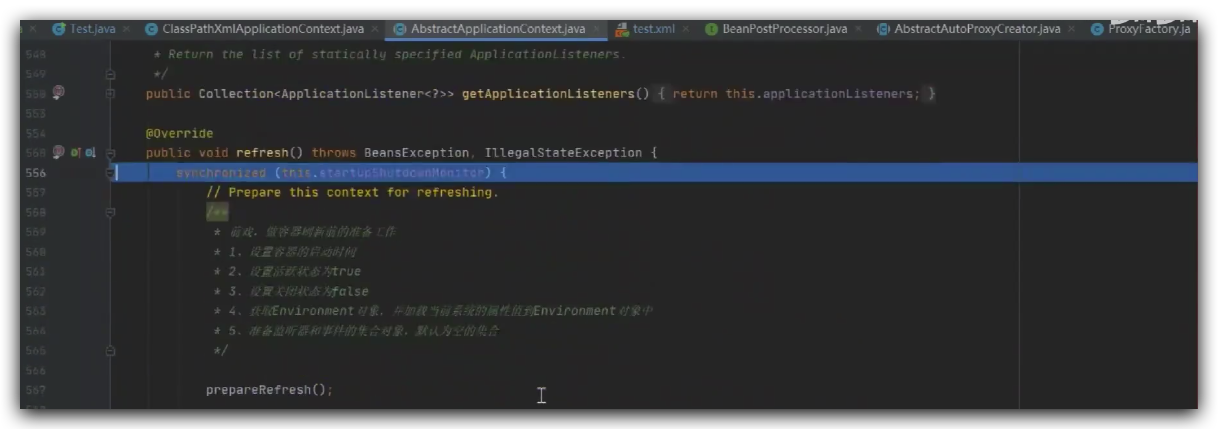 Test.java ClassPathXmlApplicationContext.java AbstractApplicationContext.java test.xml BeanPostProcessor.java AbstractAutoProxyCreator.java ProxyFactory.ja
548 * Return the list of statically specified ApplicationListeners.
549 */
550 public Collection<ApplicationListener<?>> getApplicationListeners() { return this.applicationListeners; }
553
554 @Override
555 public void refresh() throws BeansException, IllegalStateException {
556 synchronized (this.startupShutdownMonitor) {
557 // Prepare this context for refreshing.
558 /**
559 * 前戏，做容器刷新前的准备工作
560 * 1、设置容器的启动时间
561 * 2、设置活跃状态为true
562 * 3、设置关闭状态为false
563 * 4、获取Environment对象，并加载当前系统的属性值到Environment对象中
564 * 5、准备监听器和事件的集合对象，默认为空的集合
565 */
566
567 prepareRefresh();